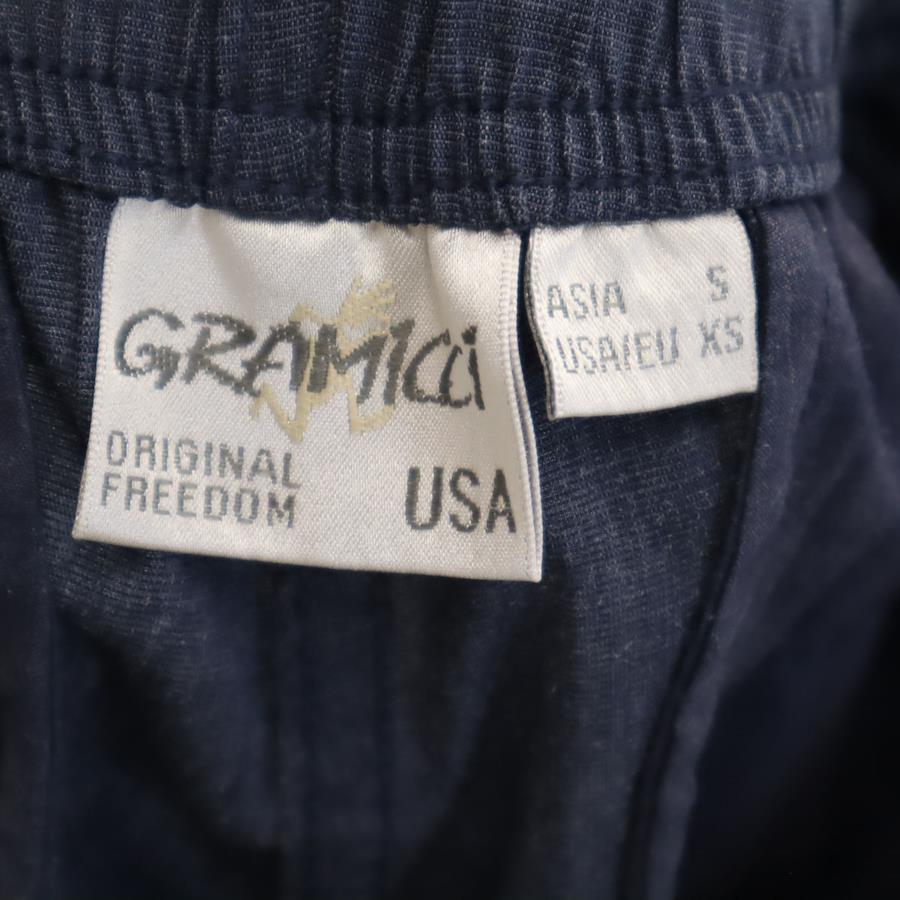 GRAMICCI
ORIGINAL
FREEDOM
USA
ASIA S
USA/EU XS